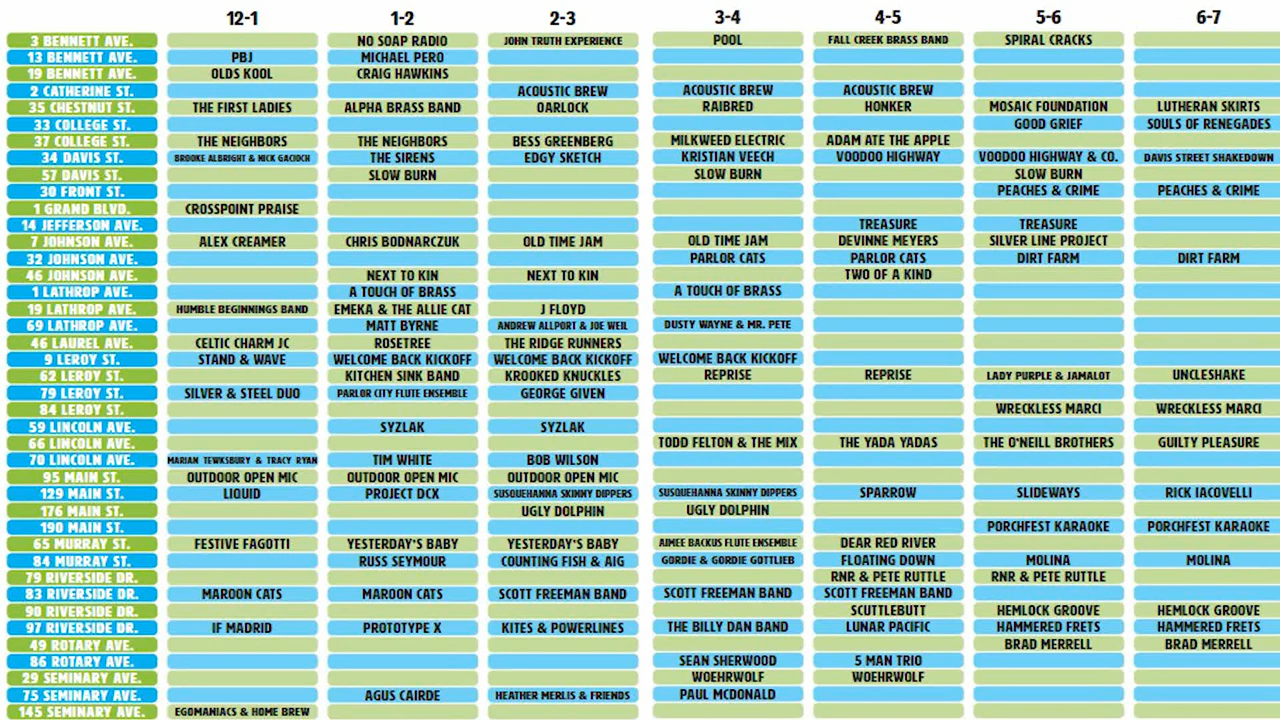 12-1 1-2 2-3 3-4 4-5 5-6 6-7
3 BENNETT AVE. NO SOAP RADIO JOHN TRUTH EXPERIENCE POOL FALL CREEK BRASS BAND SPIRAL CRACKS
13 BENNETT AVE. PBJ MICHAEL PERO
19 BENNETT AVE. OLDS KOOL CRAIG HAWKINS
2 CATHERINE ST. ACOUSTIC BREW ACOUSTIC BREW ACOUSTIC BREW
35 CHESTNUT ST. THE FIRST LADIES ALPHA BRASS BAND OARLOCK RAIBRED HONKER MOSAIC FOUNDATION LUTHERAN SKIRTS
33 COLLEGE ST. GOOD GRIEF SOULS OF RENEGADES
37 COLLEGE ST. THE NEIGHBORS THE NEIGHBORS BESS GREENBERG MILKWEED ELECTRIC ADAM ATE THE APPLE
34 DAVIS ST. BROOKE ALBRIGHT & NICK GACIOCH THE SIRENS EDGY SKETCH KRISTIAN VEECH VOODOO HIGHWAY VOODOO HIGHWAY & CO. DAVIS STREET SHAKEDOWN
57 DAVIS ST. SLOW BURN SLOW BURN SLOW BURN
30 FRONT ST. PEACHES & CRIME PEACHES & CRIME
1 GRAND BLVD. CROSSPOINT PRAISE
14 JEFFERSON AVE. TREASURE TREASURE
7 JOHNSON AVE. ALEX CREAMER CHRIS BODNARCZUK OLD TIME JAM OLD TIME JAM DEVINNE MEYERS SILVER LINE PROJECT
32 JOHNSON AVE. PARLOR CATS PARLOR CATS DIRT FARM DIRT FARM
46 JOHNSON AVE. NEXT TO KIN NEXT TO KIN TWO OF A KIND
1 LATHROP AVE. A TOUCH OF BRASS A TOUCH OF BRASS
19 LATHROP AVE. HUMBLE BEGINNINGS BAND EMEKA & THE ALLIE CAT J FLOYD
69 LATHROP AVE. MATT BYRNE ANDREW ALLPORT & JOE WEIL DUSTY WAYNE & MR. PETE
46 LAUREL AVE. CELTIC CHARM JC ROSETREE THE RIDGE RUNNERS
9 LEROY ST. STAND & WAVE WELCOME BACK KICKOFF WELCOME BACK KICKOFF WELCOME BACK KICKOFF
62 LEROY ST. KITCHEN SINK BAND KROOKED KNUCKLES REPRISE REPRISE LADY PURPLE & JAMALOT UNCLESHAKE
79 LEROY ST. SILVER & STEEL DUO PARLOR CITY FLUTE ENSEMBLE GEORGE GIVEN
84 LEROY ST. WRECKLESS MARCI WRECKLESS MARCI
59 LINCOLN AVE. SYZLAK SYZLAK
66 LINCOLN AVE. TODD FELTON & THE MIX THE YADA YADAS THE O'NEILL BROTHERS GUILTY PLEASURE
70 LINCOLN AVE. MARIAN TEWKSBURY & TRACY RYAN TIM WHITE BOB WILSON
95 MAIN ST. OUTDOOR OPEN MIC OUTDOOR OPEN MIC OUTDOOR OPEN MIC
129 MAIN ST. LIQUID PROJECT DCX SUSQUEHANNA SKINNY DIPPERS SUSQUEHANNA SKINNY DIPPERS SPARROW SLIDEWAYS RICK IACOVELLI
176 MAIN ST. UGLY DOLPHIN UGLY DOLPHIN
190 MAIN ST. PORCHFEST KARAOKE PORCHFEST KARAOKE
65 MURRAY ST. FESTIVE FAGOTTI YESTERDAY'S BABY YESTERDAY'S BABY AIMEE BACKUS FLUTE ENSEMBLE DEAR RED RIVER
84 MURRAY ST. RUSS SEYMOUR COUNTING FISH & AIG GORDIE & GORDIE GOTTLIEB FLOATING DOWN MOLINA MOLINA
79 RIVERSIDE DR. RNR & PETE RUTTLE RNR & PETE RUTTLE
83 RIVERSIDE DR. MAROON CATS MAROON CATS SCOTT FREEMAN BAND SCOTT FREEMAN BAND SCOTT FREEMAN BAND
90 RIVERSIDE DR. SCUTTLEBUTT HEMLOCK GROOVE HEMLOCK GROOVE
97 RIVERSIDE DR. IF MADRID PROTOTYPE X KITES & POWERLINES THE BILLY DAN BAND LUNAR PACIFIC HAMMERED FRETS HAMMERED FRETS
49 ROTARY AVE. BRAD MERRELL BRAD MERRELL
86 ROTARY AVE. SEAN SHERWOOD 5 MAN TRIO
29 SEMINARY AVE. WOEHRWOLF WOEHRWOLF
75 SEMINARY AVE. AGUS CAIRDE HEATHER MERLIS & FRIENDS PAUL MCDONALD
145 SEMINARY AVE. EGOMANIACS & HOME BREW